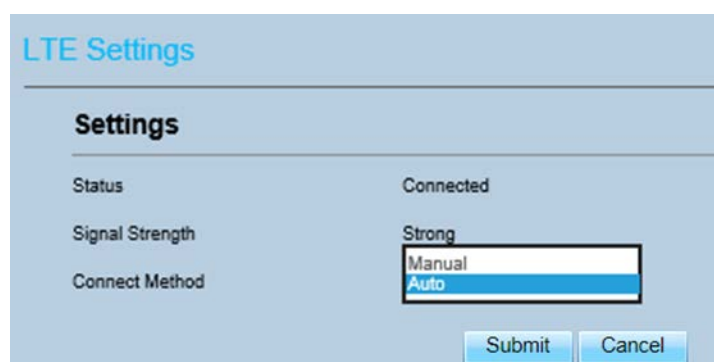 LTE Settings
Settings
Status Connected
Signal Strength Strong
Connect Method Manual
Auto
Submit Cancel